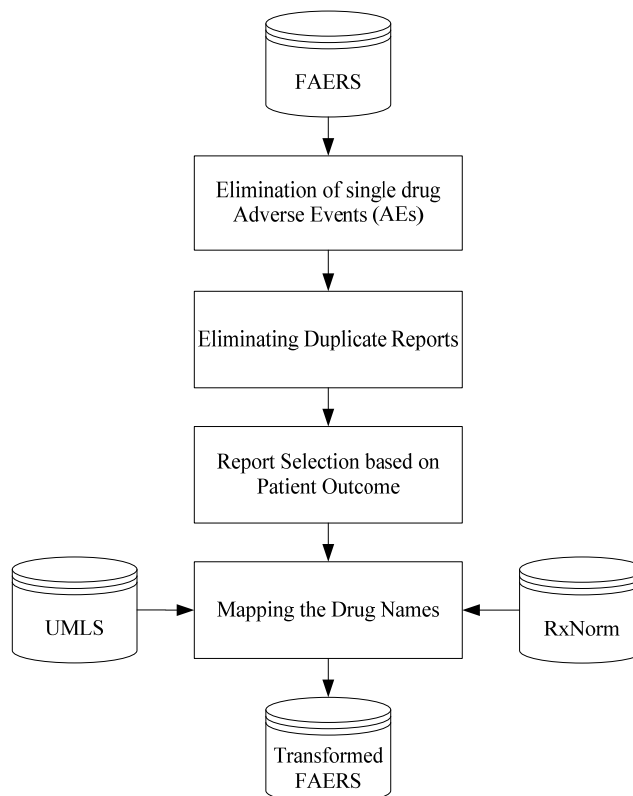 FAERS
Elimination of single drug
Adverse Events (AEs)
Eliminating Duplicate Reports
Report Selection based on
Patient Outcome
UMLS
Mapping the Drug Names
RxNorm
Transformed
FAERS